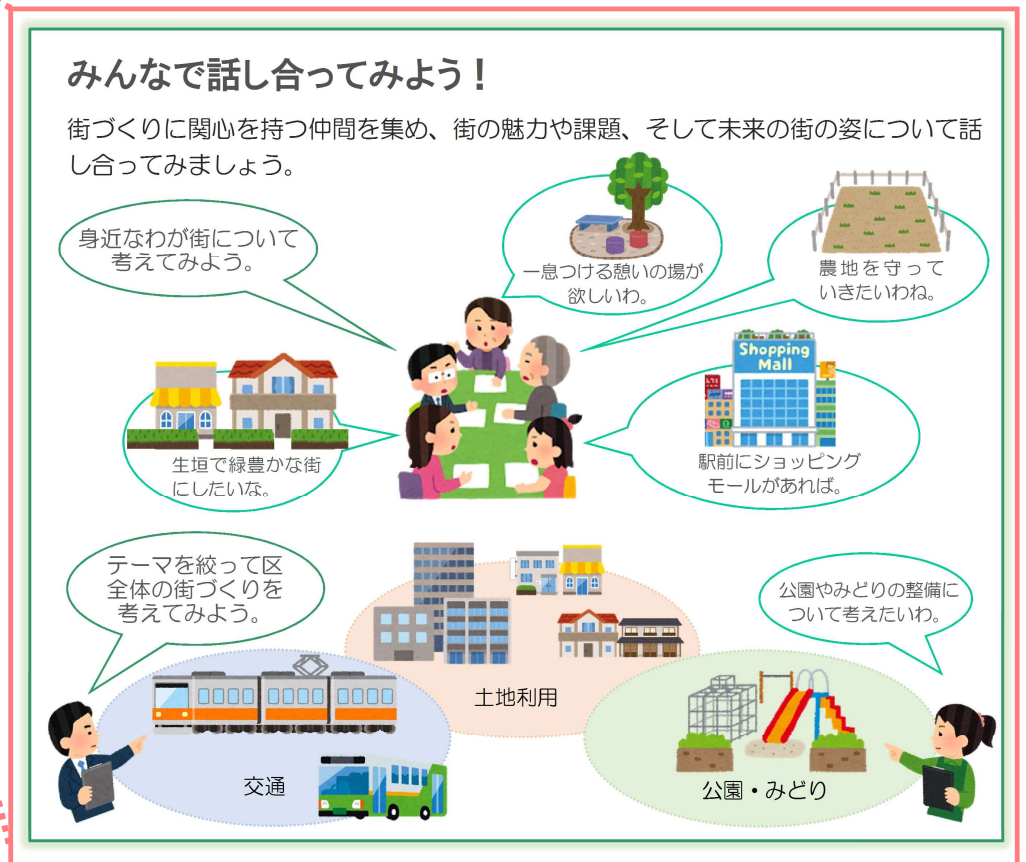 みんなで話し合ってみよう！
街づくりに関心を持つ仲間を集め、街の魅力や課題、そして未来の街の姿について話
し合ってみましょう。
身近なわが街について
考えてみよう。
一息つける憩いの場が
欲しいわ。
農地を守って
いきたいわね。
Shopping
Mall
生垣で緑豊かな街
にしたいな。
駅前にショッピング
モールがあれば。
テーマを絞って区
全体の街づくりを
考えてみよう。
公園やみどりの整備に
ついて考えたいわ。
土地利用
交通
公園・みどり